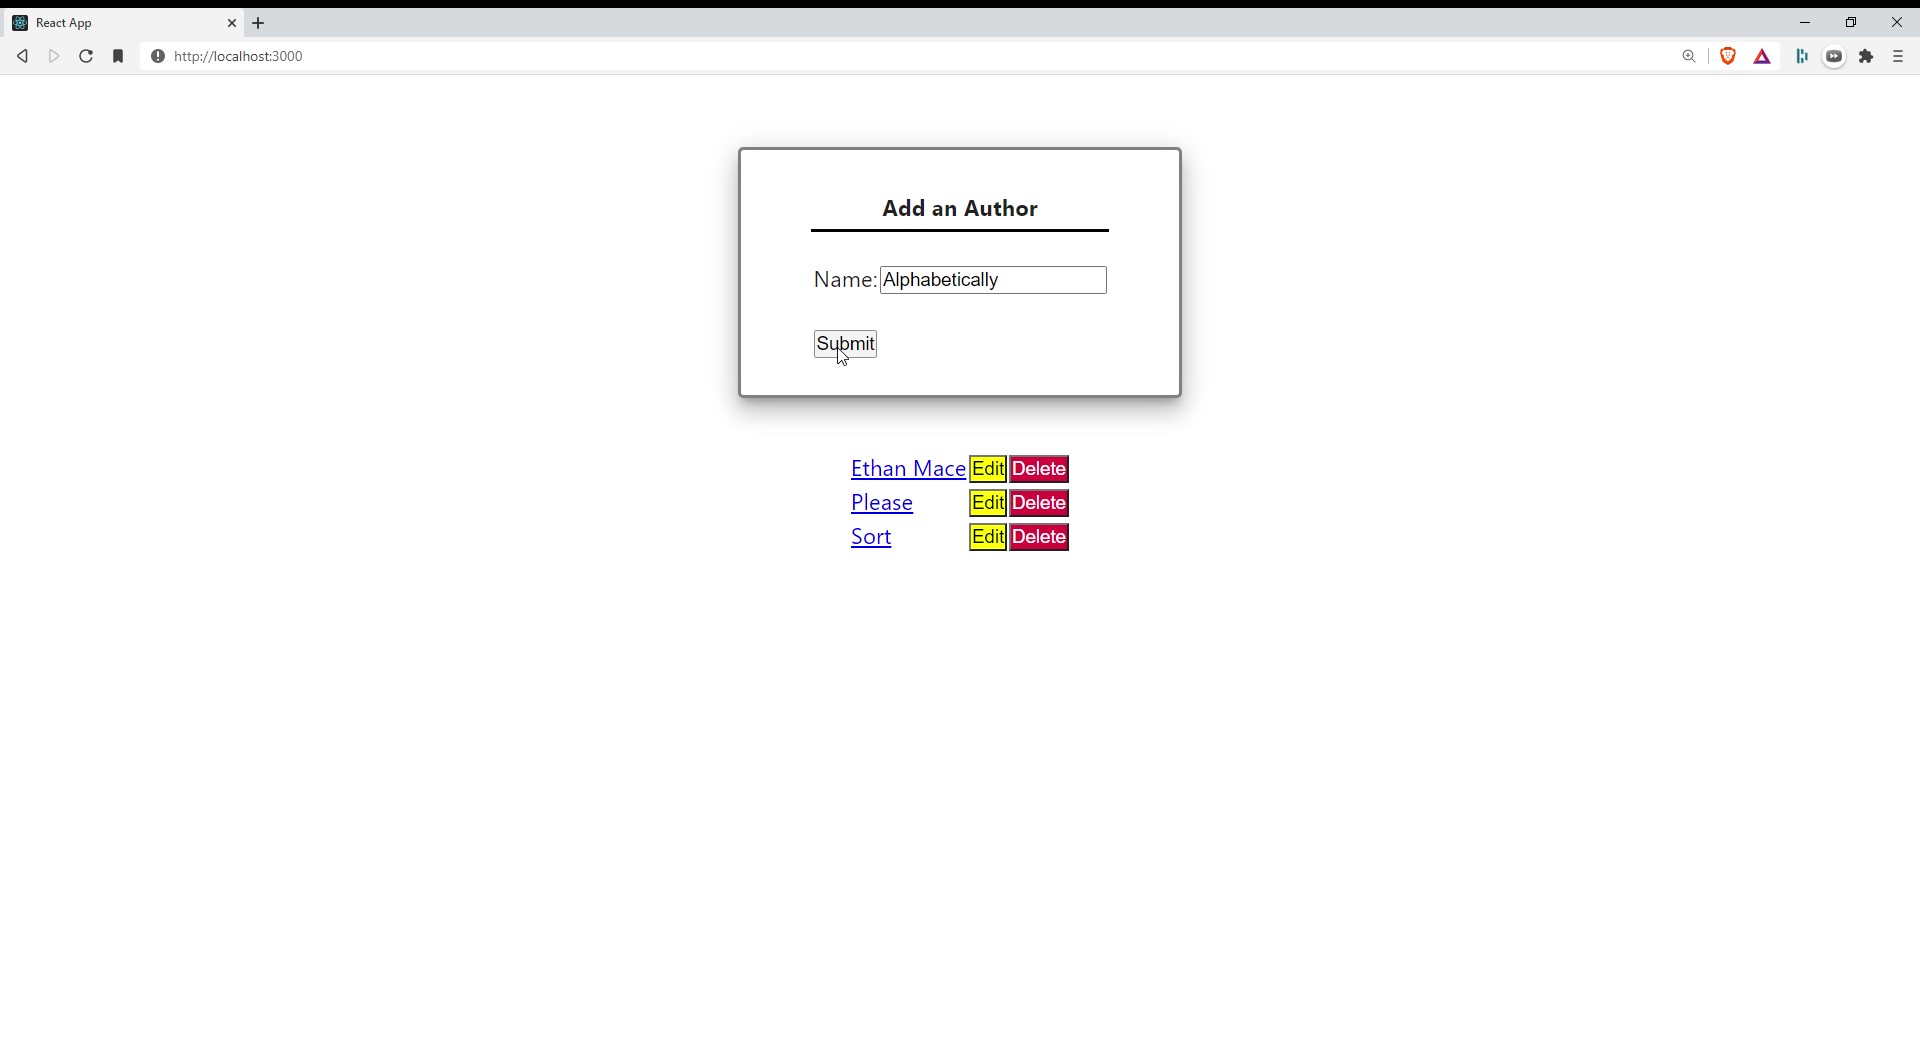 React App
http://localhost:3000
Add an Author
Name: Alphabetically
Submit
Ethan Mace Edit Delete
Please Edit Delete
Sort Edit Delete